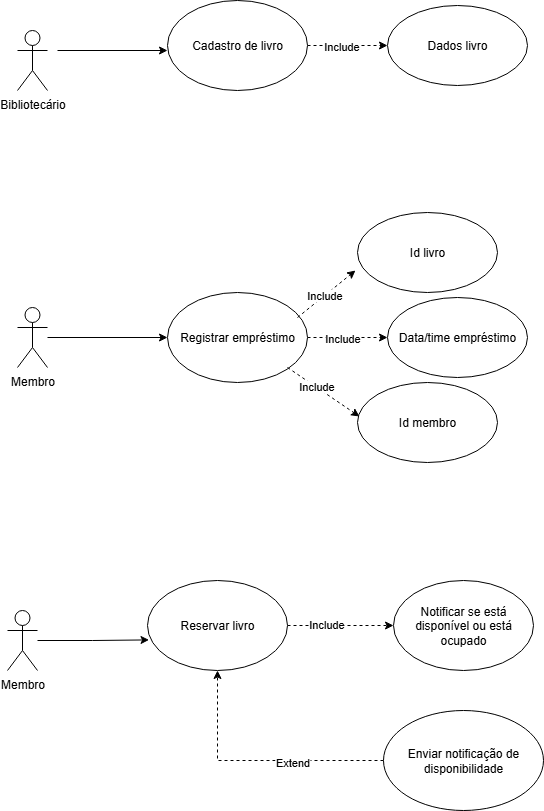 Cadastro de livro
Include
Dados livro
Bibliotecário
Id livro
Include
Registrar empréstimo
Include
Data/time empréstimo
Membro
Include
Id membro
Reservar livro
Include
Notificar se está
disponível ou está
ocupado
Membro
Enviar notificação de
disponibilidade
Extend